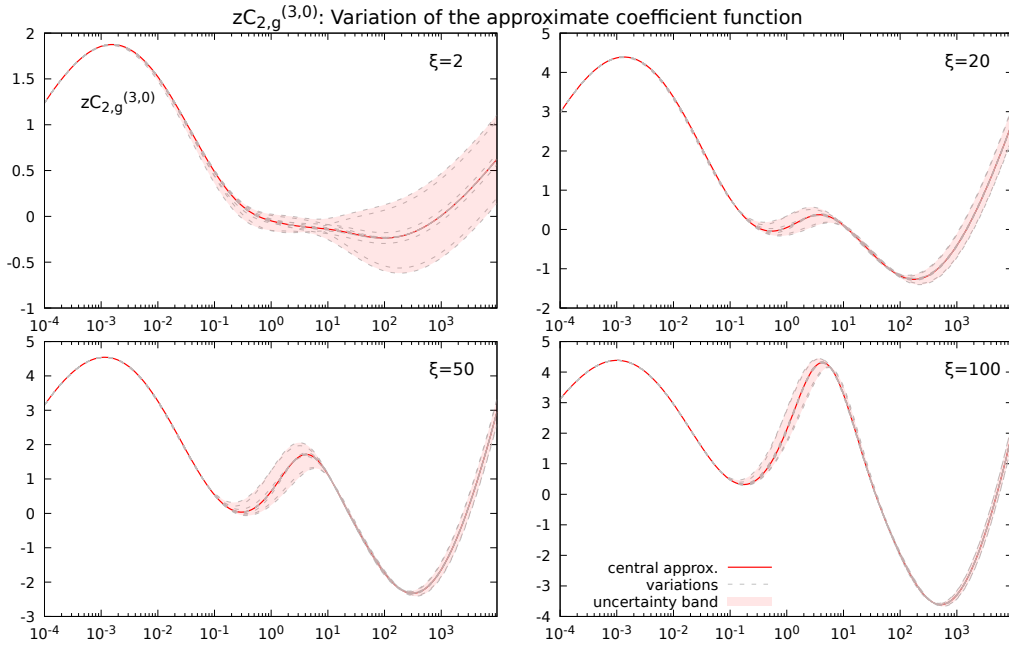 zC2,g(3,0): Variation of the approximate coefficient function
2
1.5
1
0.5
0
-0.5
-1
10-4 10-3 10-2 10-1 100 101 102 103
ξ=2
zC2,g(3,0)
5
4
3
2
1
0
-1
-2
10-4 10-3 10-2 10-1 100 101 102 103
ξ=20
5
4
3
2
1
0
-1
-2
-3
10-4 10-3 10-2 10-1 100 101 102 103
ξ=50
5
4
3
2
1
0
-1
-2
-3
-4
10-4 10-3 10-2 10-1 100 101 102 103
ξ=100
central approx.
variations
uncertainty band